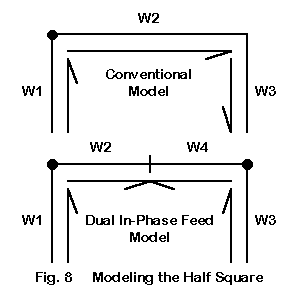 W2
W1
Conventional
Model
W3
W2
W4
W1
Dual In-Phase Feed
Model
W3
Fig. 8 Modeling the Half Square